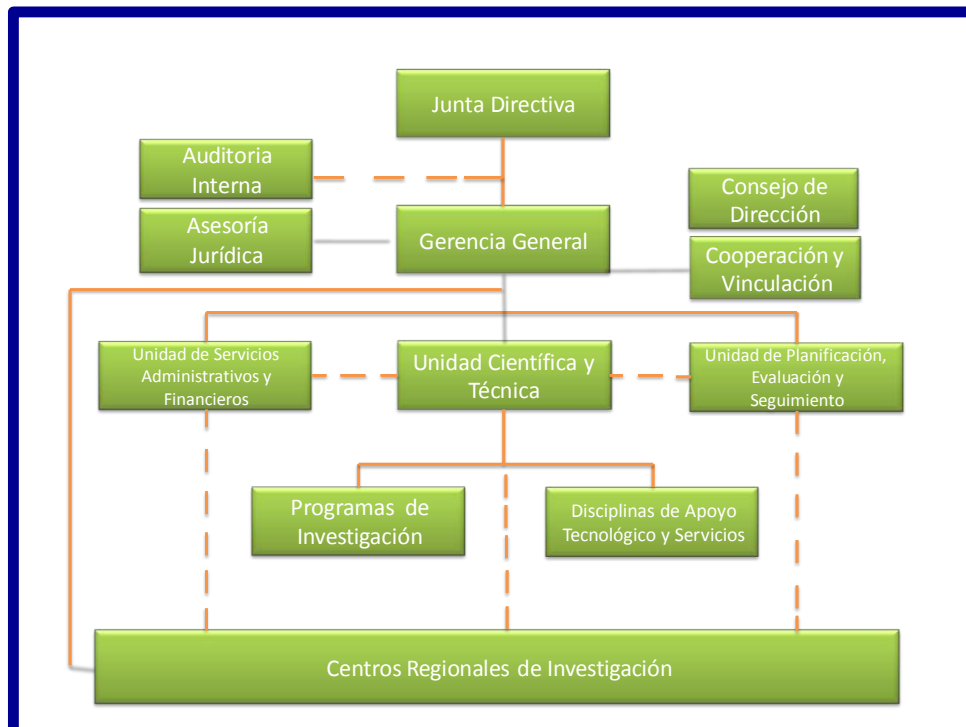 Junta Directiva
Auditoria
Interna
Consejo de
Dirección
Asesoría
Jurídica
Gerencia General
Cooperación y
Vinculación
Unidad de Servicios
Administrativos y
Financieros
Unidad Científica y
Técnica
Unidad de Planificación,
Evaluación y
Seguimiento
Programas de
Investigación
Disciplinas de Apoyo
Tecnológico y Servicios
Centros Regionales de Investigación